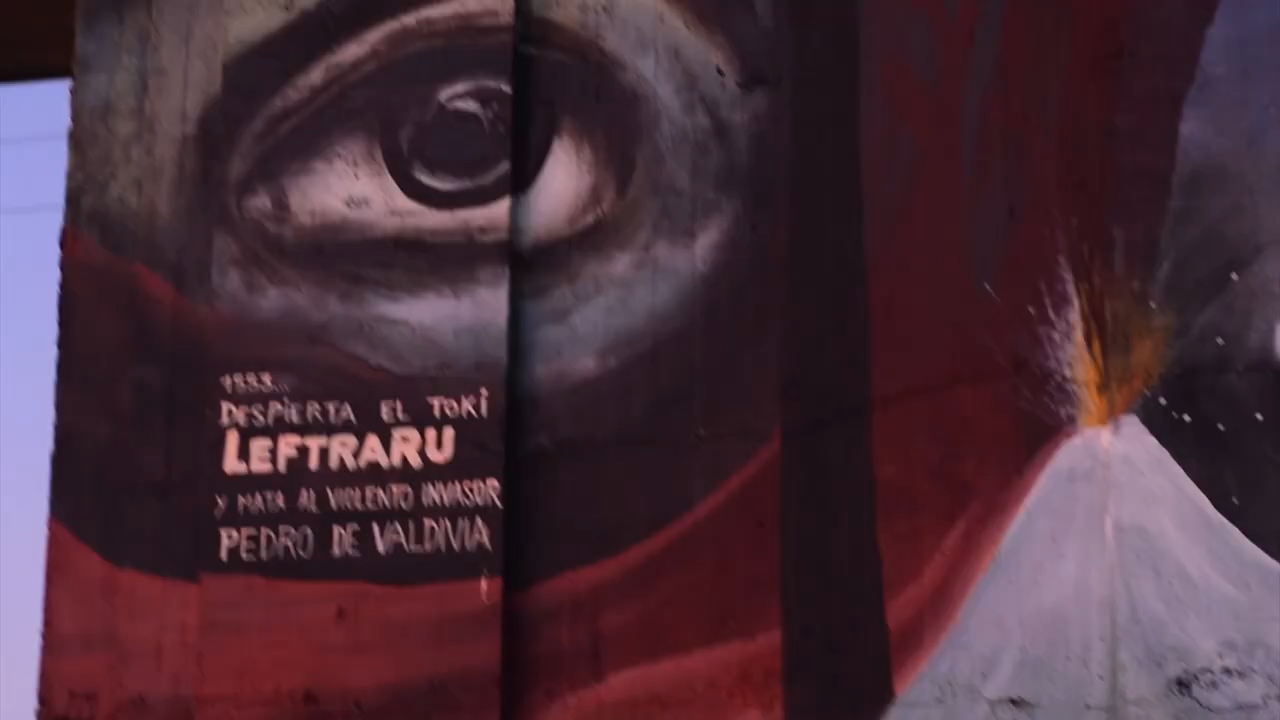 1553...
DESPIERTA EL TOKI
LEFTRARU
Y MATA AL VIOLENTO INVASOR
PEDRO DE VALDIVIA